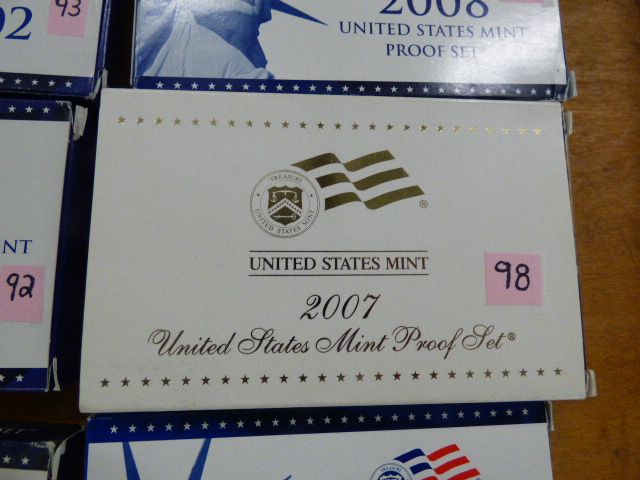 93
92
2008
UNITED STATES MINT
PROOF SET
NT
92
TREASURY
UNITED STATES MINT
®
UNITED STATES MINT
98
2007
United States Mint Proof Set®